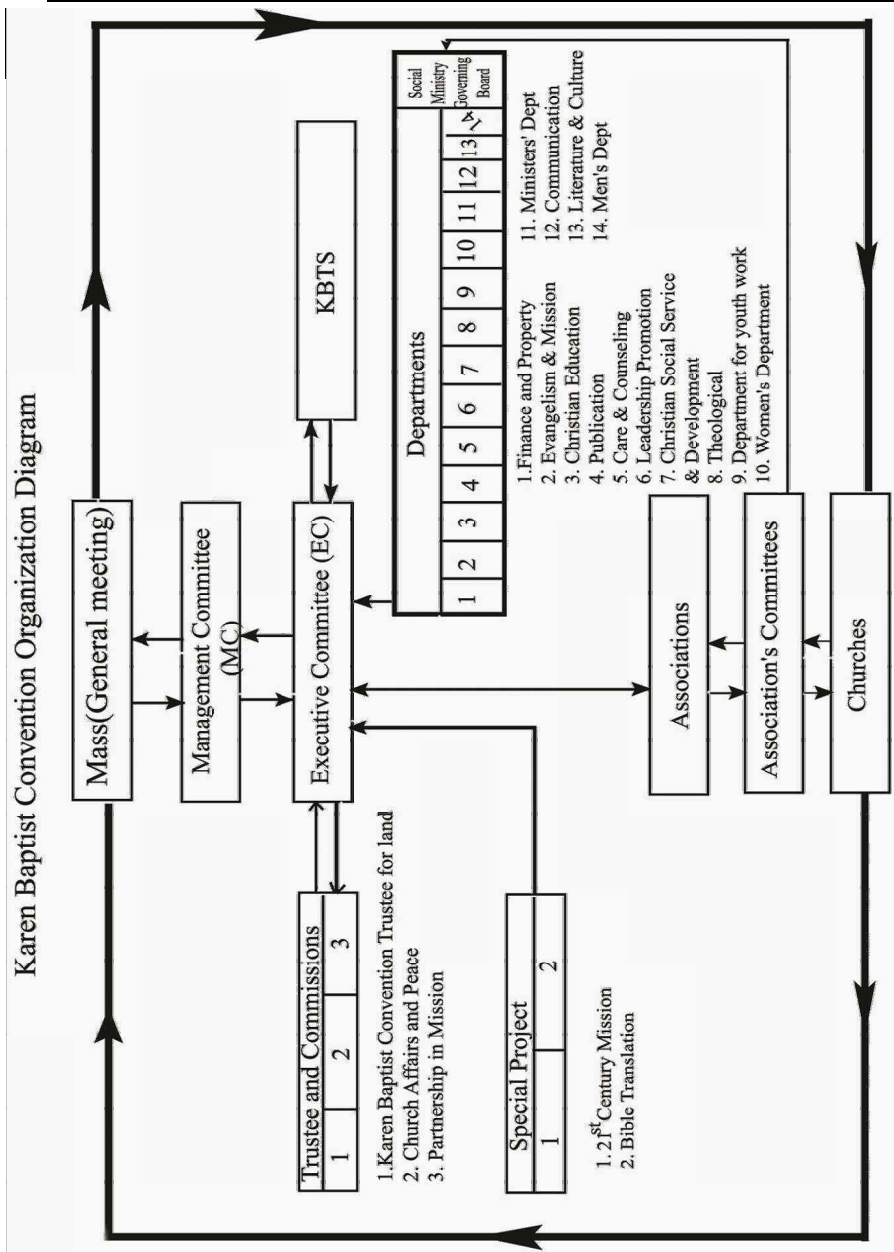 Karen Baptist Convention Organization Diagram
Mass(General meeting)
Management Committee
(MC)
Executive Committee (EC)
KBTS
Trustee and Commissions
1 2 3
1.Karen Baptist Convention Trustee for land
2. Church Affairs and Peace
3. Partnership in Mission
Special Project
1 2
1. 21st Century Mission
2. Bible Translation
Departments
1 2 3 4 5 6 7 8 9 10 11 12 13 14
Social
Ministry
Governing
Board
1.Finance and Property
2. Evangelism & Mission
3. Christian Education
4. Publication
5. Care & Counseling
6. Leadership Promotion
7. Christian Social Service
& Development
8. Theological
9. Department for youth work
10. Women's Department
11. Ministers' Dept
12. Communication
13. Literature & Culture
14. Men's Dept
Associations
Association's Committees
Churches